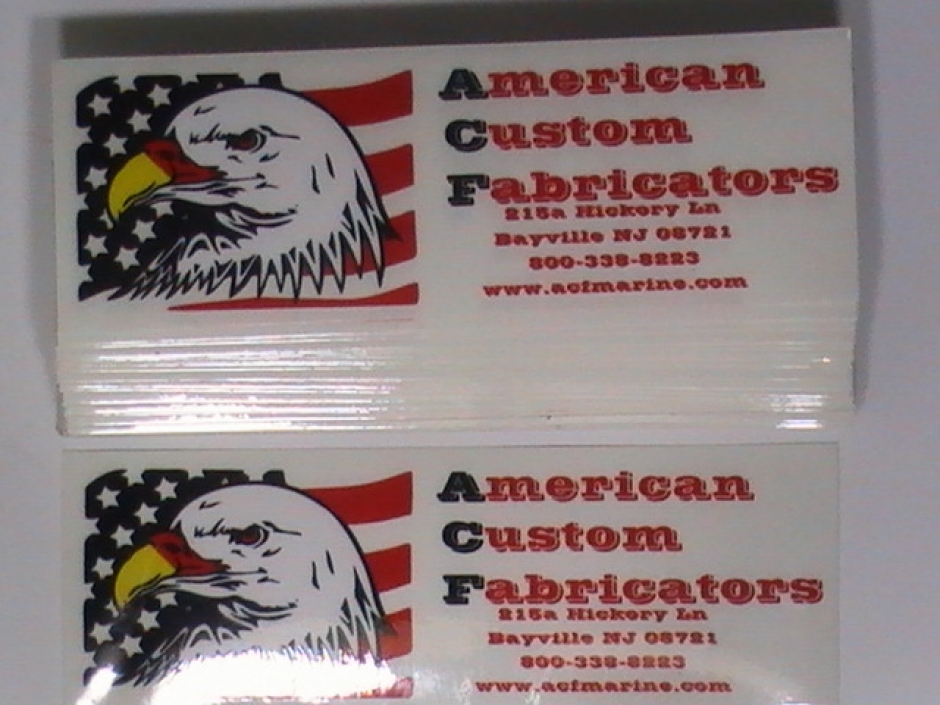 American
Custom
Fabricators
215a Hickory Ln
Bayville NJ 08721
800-338-8223
www.acfmarine.com
American
Custom
Fabricators
215a Hickory Ln
Bayville NJ 08721
800-338-8223
www.acfmarine.com